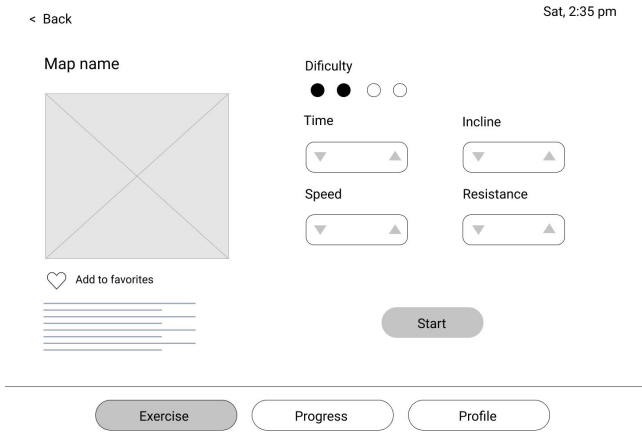 < Back
Sat, 2:35 pm
Map name
Dificulty
Time
Incline
Speed
Resistance
Add to favorites
Start
Exercise
Progress
Profile